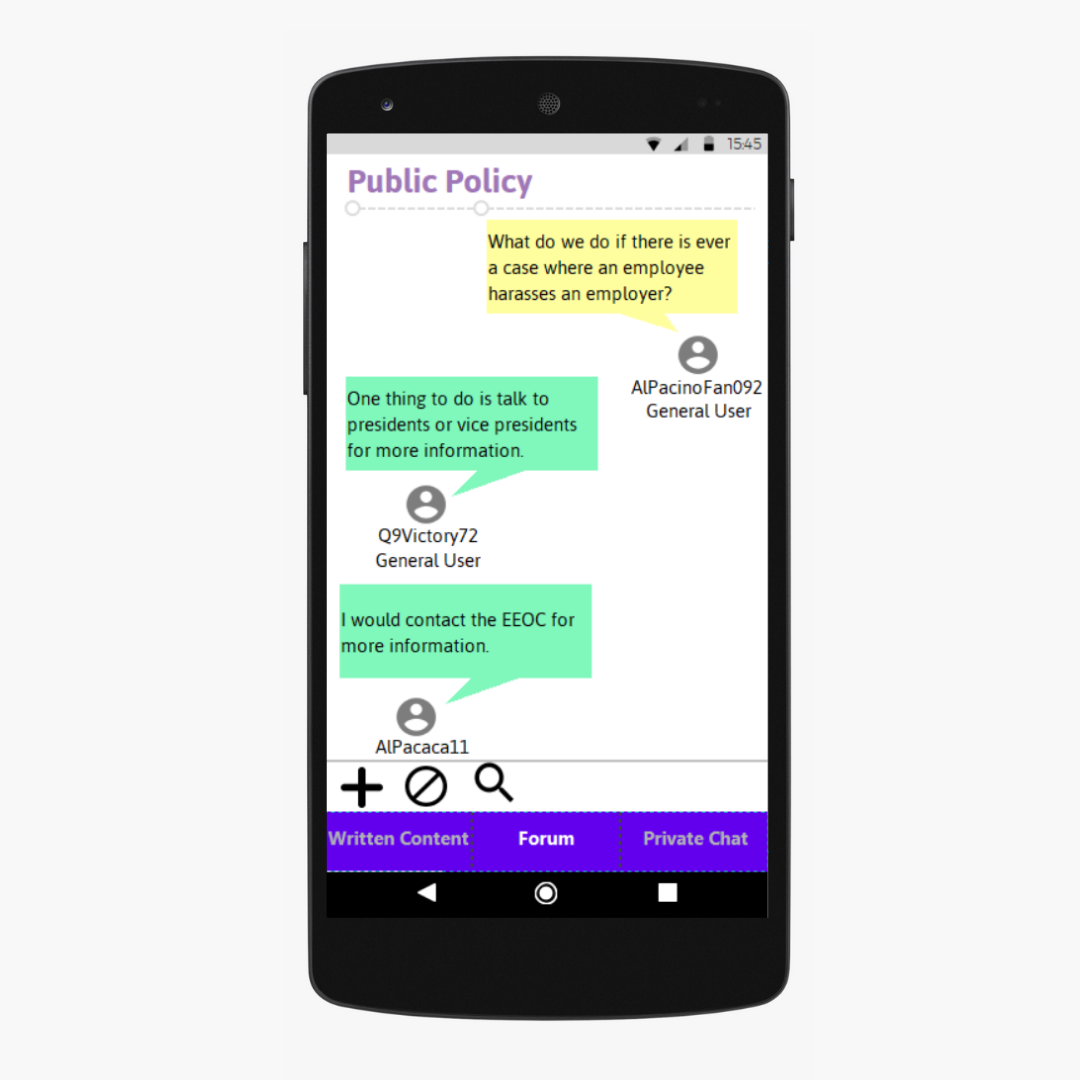 15:45
Public Policy
What do we do if there is ever
a case where an employee
harasses an employer?
AlPacinoFan092
General User
One thing to do is talk to
presidents or vice presidents
for more information.
Q9Victory72
General User
I would contact the EEOC for
more information.
AlPacaca11
Written Content
Forum
Private Chat